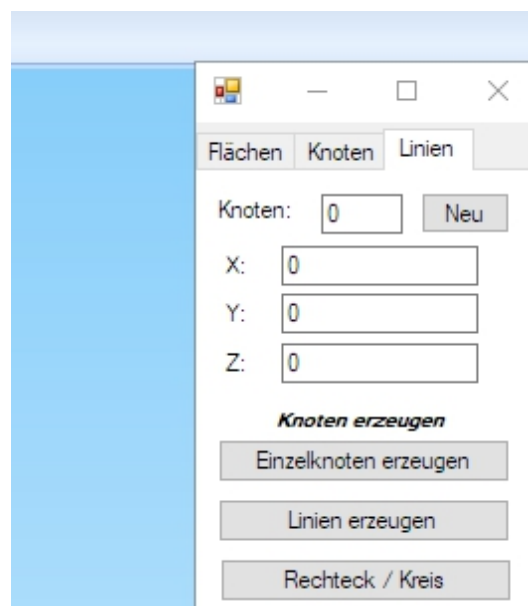 Flächen Knoten Linien
Knoten: 0 Neu
X: 0
Y: 0
Z: 0
Knoten erzeugen
Einzelknoten erzeugen
Linien erzeugen
Rechteck / Kreis